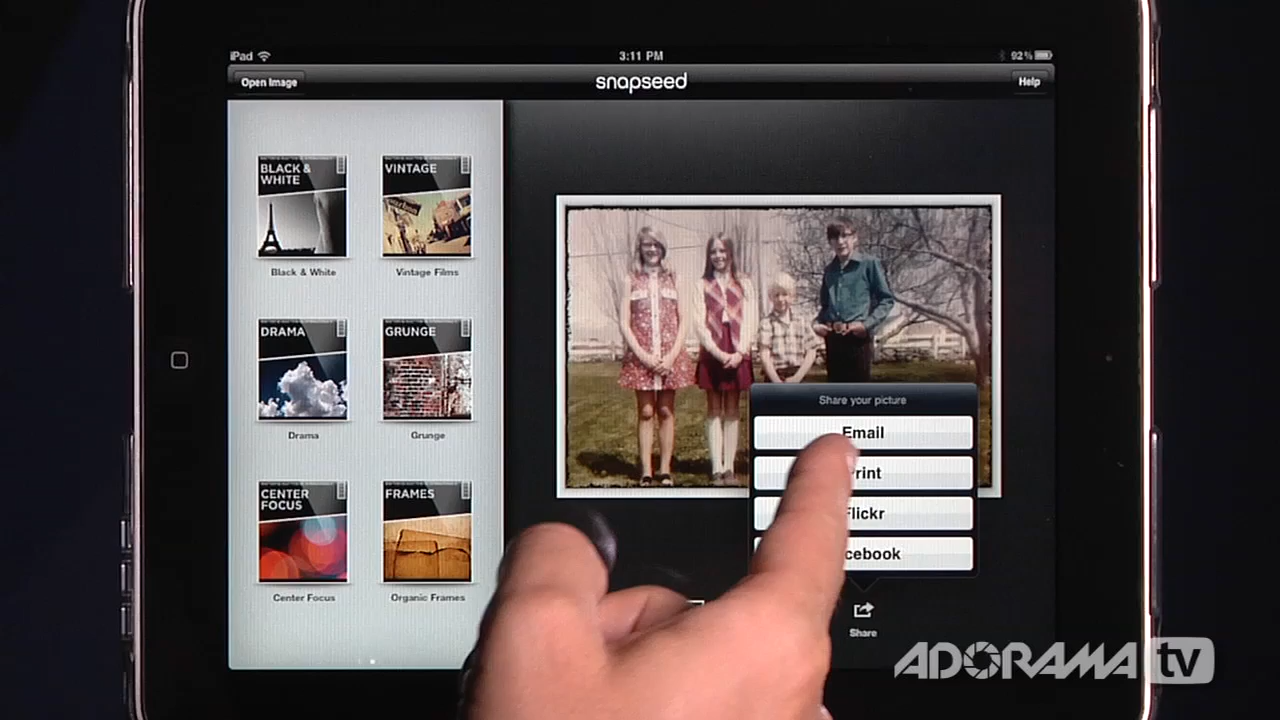 iPad
3:11 PM
92%
Open Image
snapseed
Help
BLACK &
WHITE
VINTAGE
Black & White
Vintage Films
DRAMA
GRUNGE
Drama
Grunge
CENTER
FOCUS
FRAMES
Center Focus
Organic Frames
Share your picture
Email
rint
Flickr
cebook
Share
ADORAMA tv